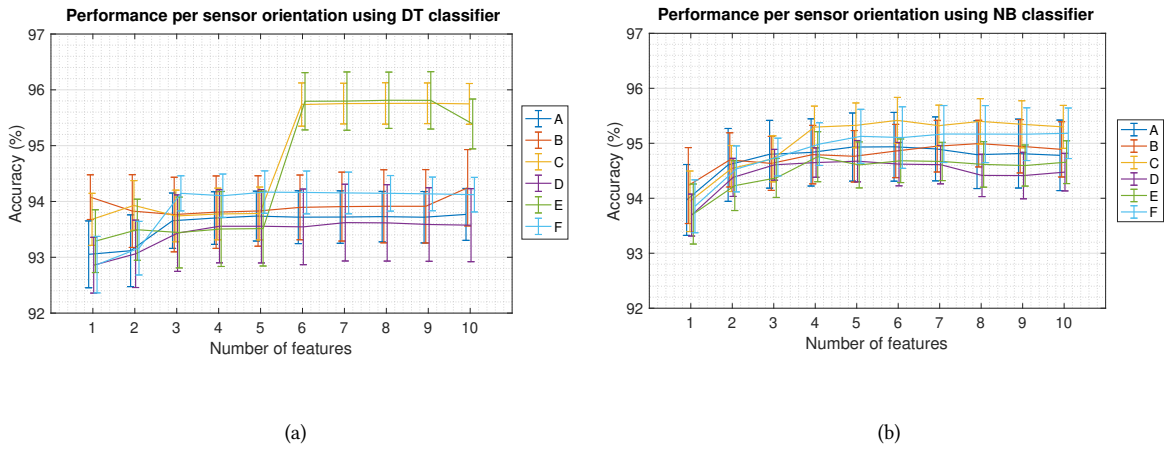 Performance per sensor orientation using DT classifier
97
96
95
94
93
92
Accuracy (%)
1 2 3 4 5 6 7 8 9 10
Number of features
A
B
C
D
E
F
(a)
Performance per sensor orientation using NB classifier
97
96
95
94
93
92
Accuracy (%)
1 2 3 4 5 6 7 8 9 10
Number of features
A
B
C
D
E
F
(b)